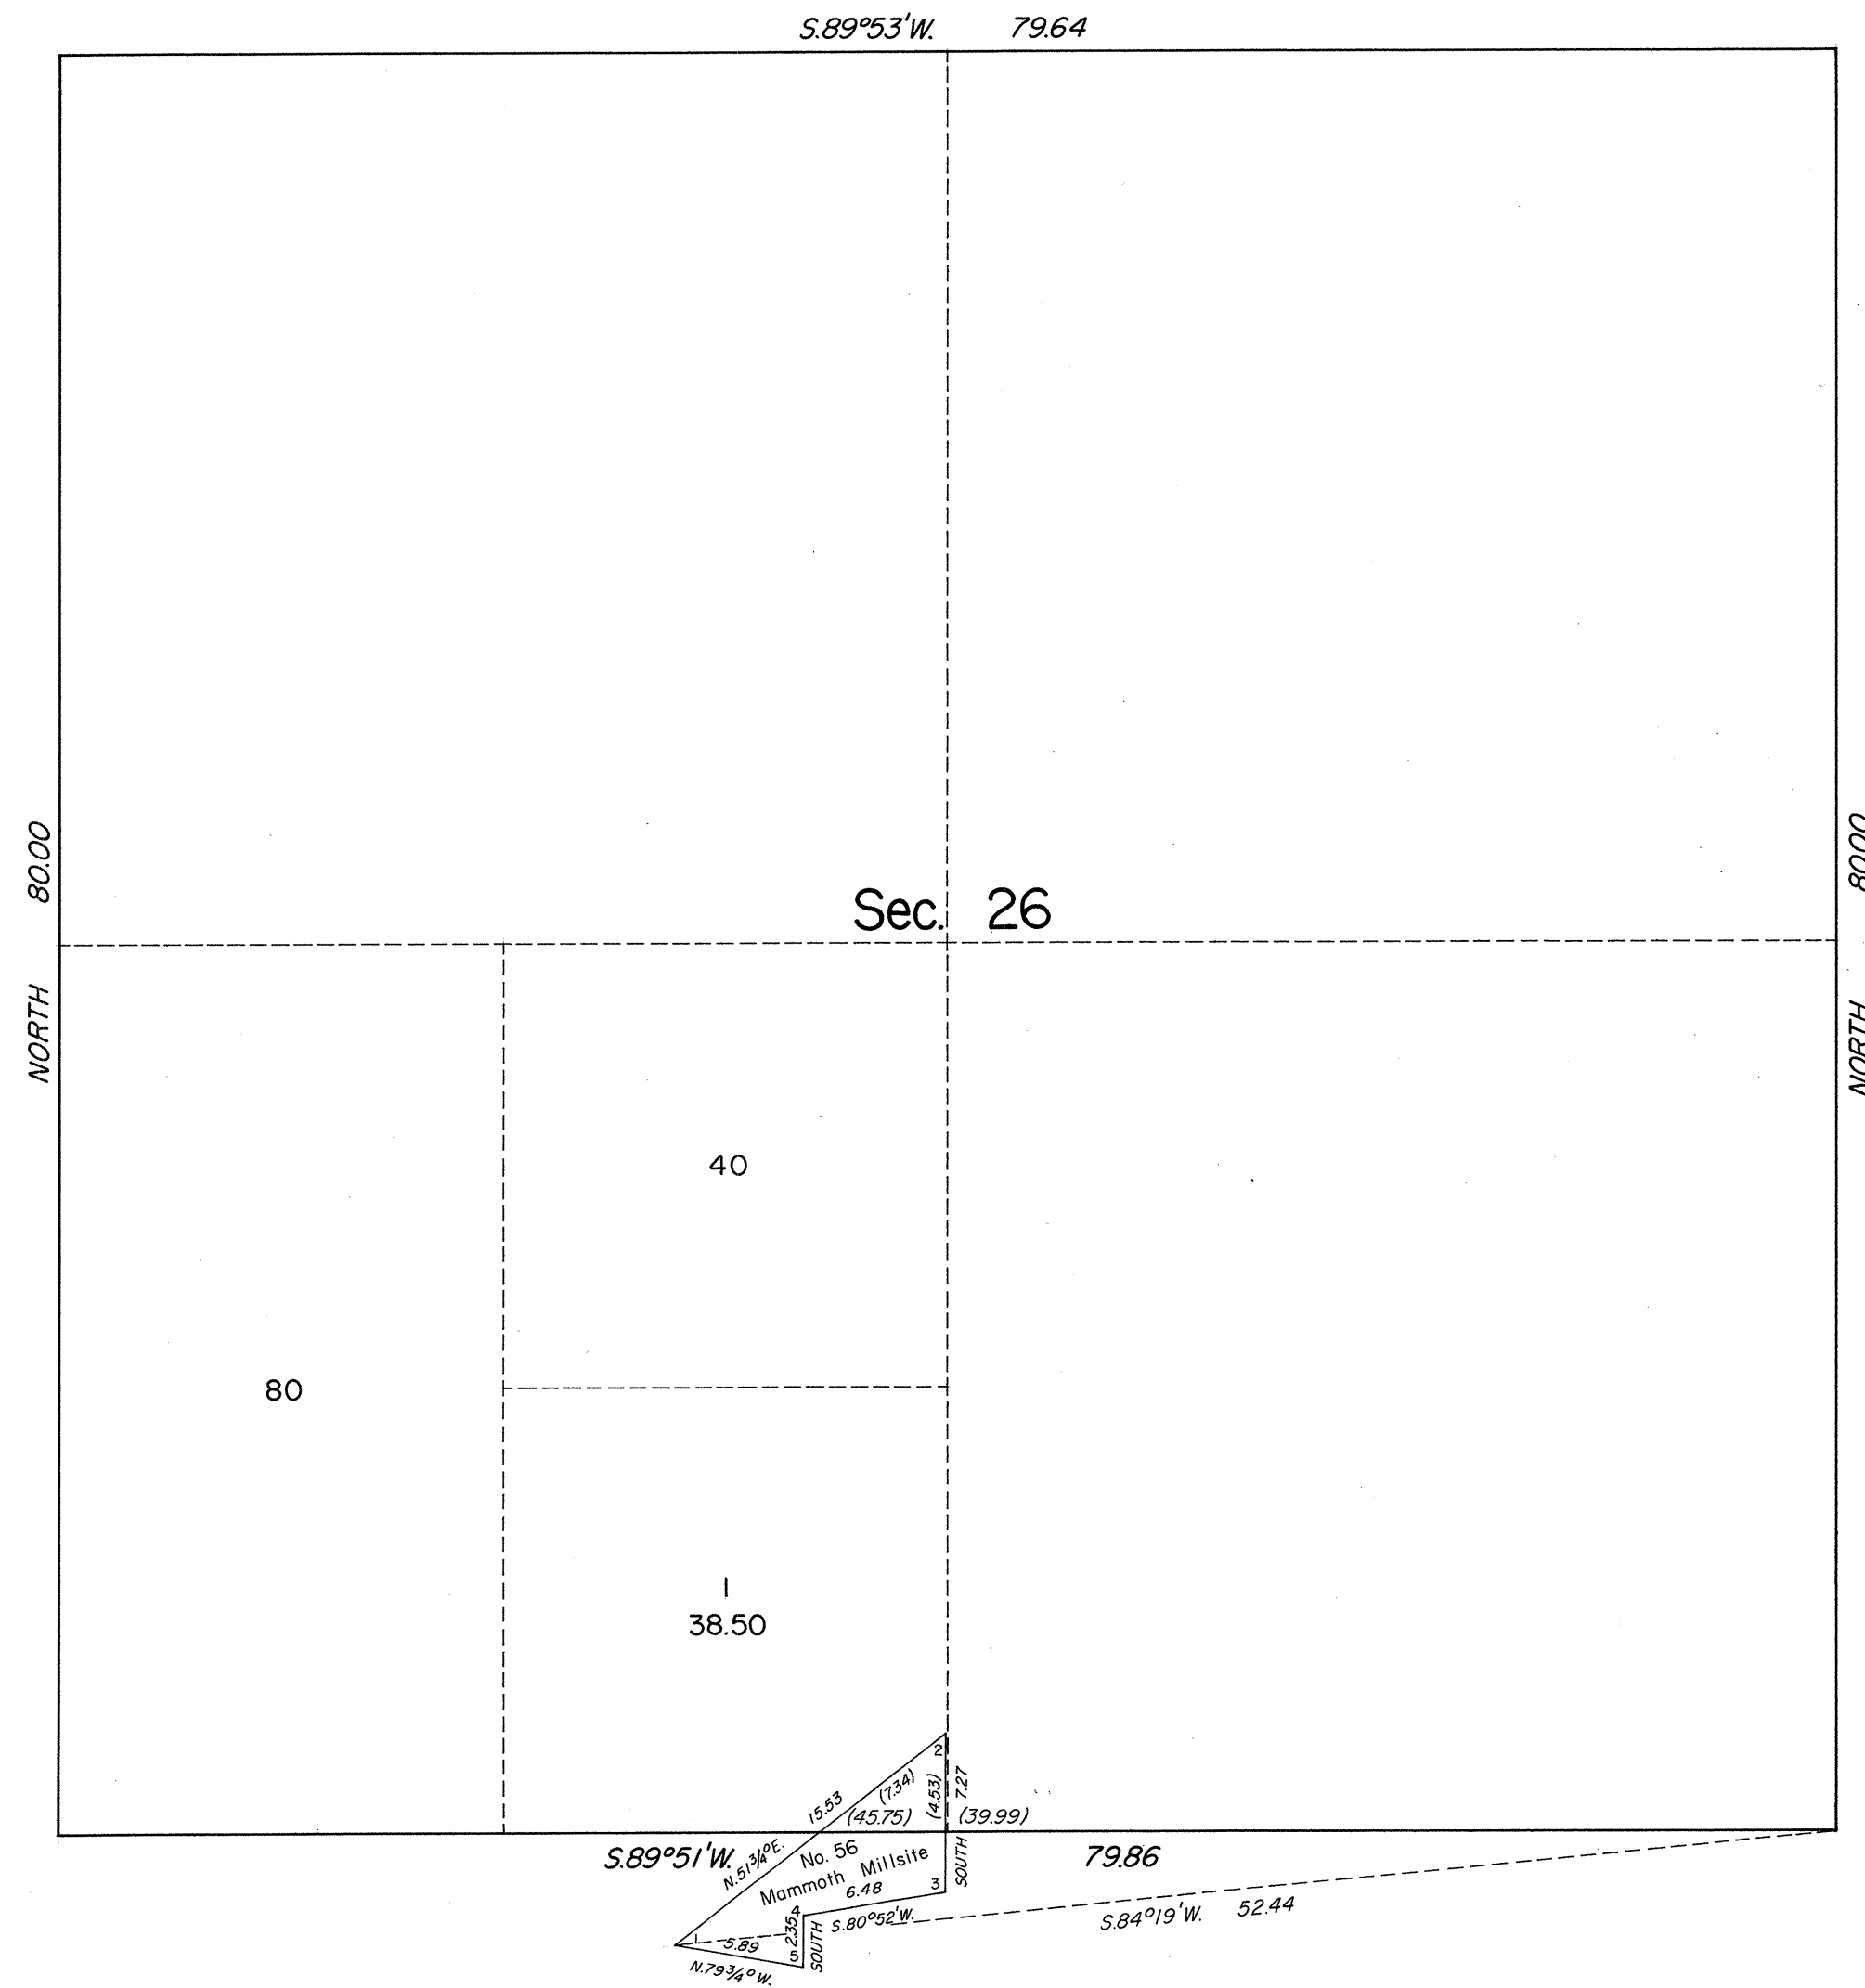 S.89°53'W. 79.64
NORTH 80.00
NORTH 80.00
Sec. 26
40
80
1
38.50
2
(7.34)
(4.53)
7.27
15.53
(45.75)
(39.99)
S.89°51'W.
79.86
N.51¾°E.
No. 56
Mammoth Millsite
SOUTH
3
6.48
S.80°52'W.
S.84°19'W. 52.44
4
2.35
SOUTH
1
5.89
5
N.79¾°W.